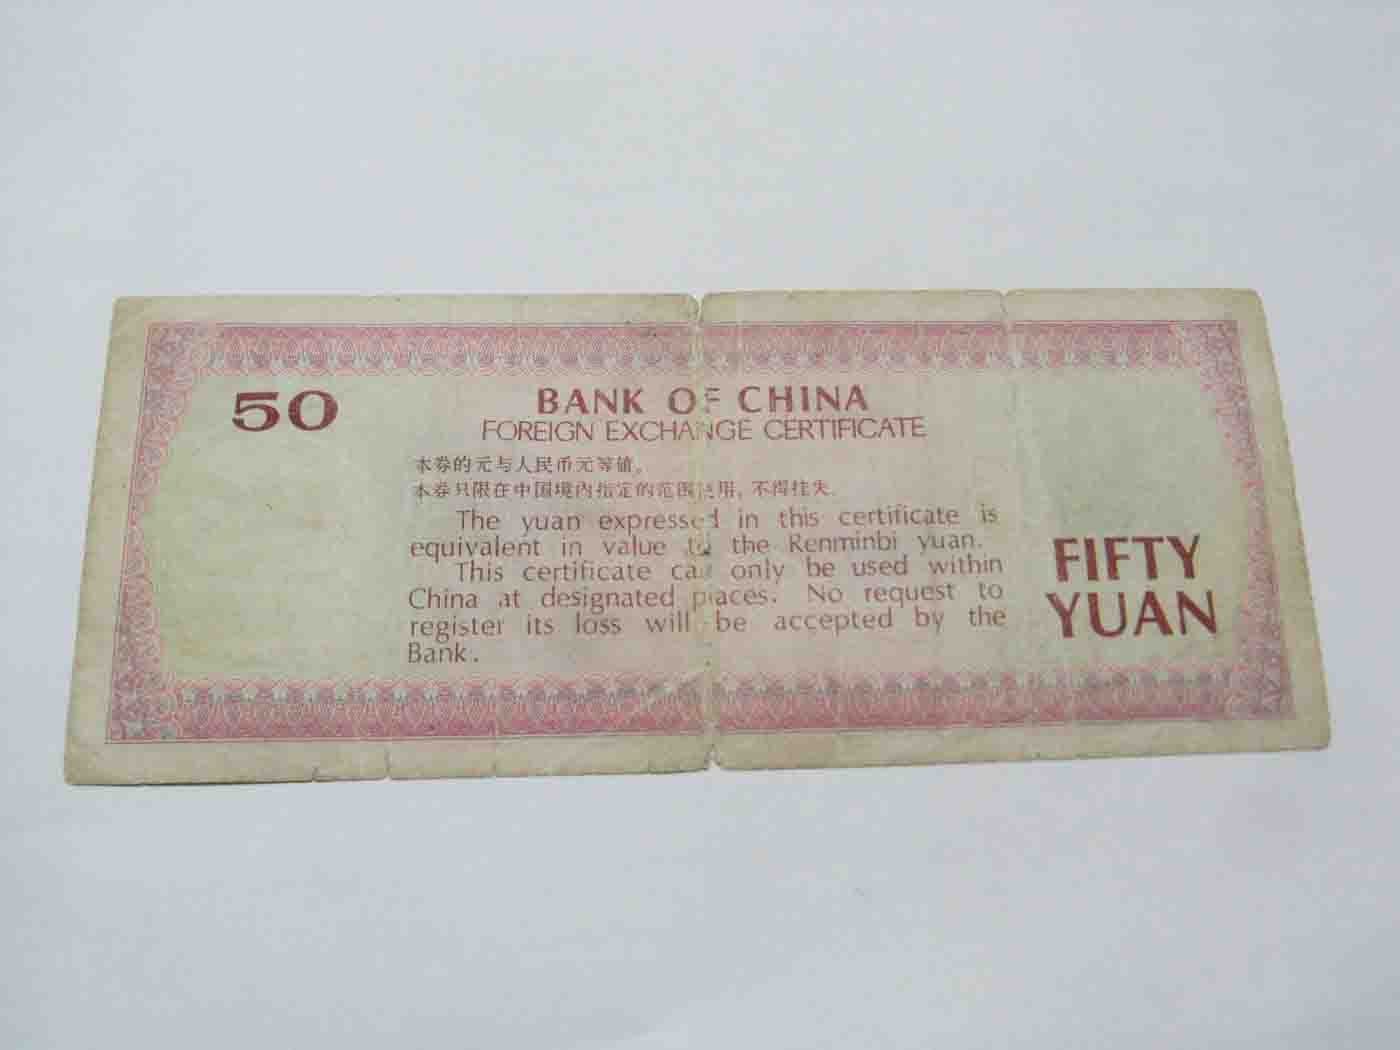 50
BANK OF CHINA
FOREIGN EXCHANGE CERTIFICATE
本券的元与人民币元等值。
本券只限在中国境内指定的范围使用，不得挂失.
The yuan expressed in this certificate is
equivalent in value to the Renminbi yuan.
This certificate can only be used within
China at designated places. No request to
register its loss will be accepted by the
Bank.
FIFTY
YUAN